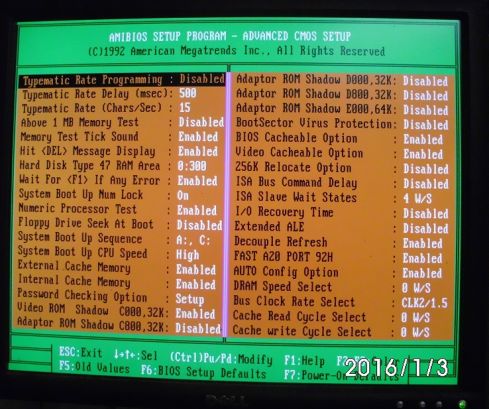 AMIBIOS SETUP PROGRAM - ADVANCED CMOS SETUP
(C)1992 American Megatrends Inc., All Rights Reserved
Typematic Rate Programming : Disabled
Typematic Rate Delay (msec): 500
Typematic Rate (Chars/Sec) : 15
Above 1 MB Memory Test : Disabled
Memory Test Tick Sound : Enabled
Hit <DEL> Message Display : Enabled
Hard Disk Type 47 RAM Area : 0:300
Wait For <F1> If Any Error : Enabled
System Boot Up Num Lock : On
Numeric Processor Test : Enabled
Floppy Drive Seek At Boot : Disabled
System Boot Up Sequence : A:, C:
System Boot Up CPU Speed : High
External Cache Memory : Enabled
Internal Cache Memory : Enabled
Password Checking Option : Setup
Video ROM Shadow C000,32K: Enabled
Adaptor ROM Shadow C800,32K: Disabled
Adaptor ROM Shadow D000,32K: Disabled
Adaptor ROM Shadow D800,32K: Disabled
Adaptor ROM Shadow E000,64K: Disabled
BootSector Virus Protection: Disabled
BIOS Cacheable Option : Enabled
Video Cacheable Option : Enabled
256K Relocate Option : Disabled
ISA Bus Command Delay : Disabled
ISA Slave Wait States : 4 W/S
I/O Recovery Time : Disabled
Extended ALE : Disabled
Decouple Refresh : Enabled
FAST A20 PORT 92H : Enabled
AUTO Config Option : Enabled
DRAM Speed Select : 0 W/S
Bus Clock Rate Select : CLK2/1.5
Cache Read Cycle Select : 0 W/S
Cache write Cycle Select : 0 W/S
ESC:Exit ↓→↑←:Sel (Ctrl)Pu/Pd:Modify F1:Help
F5:Old Values F6:BIOS Setup Defaults F7:Power-On Defaults
2016/1/3
DELL